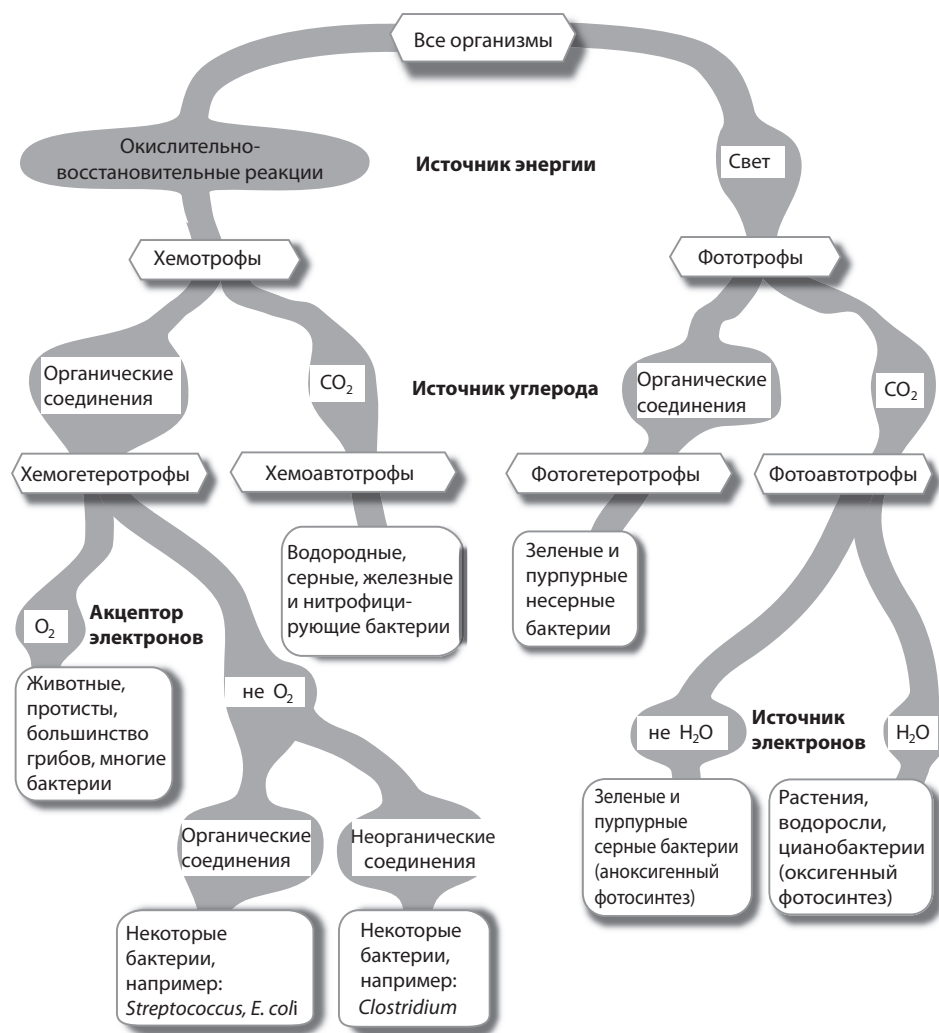 Все организмы
Окислительно-
восстановительные реакции
Источник энергии
Свет
Хемотрофы
Фототрофы
Органические
соединения
CO₂
Источник углерода
Органические
соединения
CO₂
Хемогетеротрофы
Хемоавтотрофы
Фотогетеротрофы
Фотоавтотрофы
Водородные,
серные, железные
и нитрофици-
рующие бактерии
Зеленые и
пурпурные
несерные
бактерии
O₂
Акцептор
электронов
Животные,
протисты,
большинство
грибов, многие
бактерии
не O₂
не H₂O
Источник
электронов
H₂O
Органические
соединения
Неорганические
соединения
Зеленые и
пурпурные
серные бактерии
(аноксигенный
фотосинтез)
Растения,
водоросли,
цианобактерии
(оксигенный
фотосинтез)
Некоторые
бактерии,
например:
Streptococcus, E. coli
Некоторые
бактерии,
например:
Clostridium